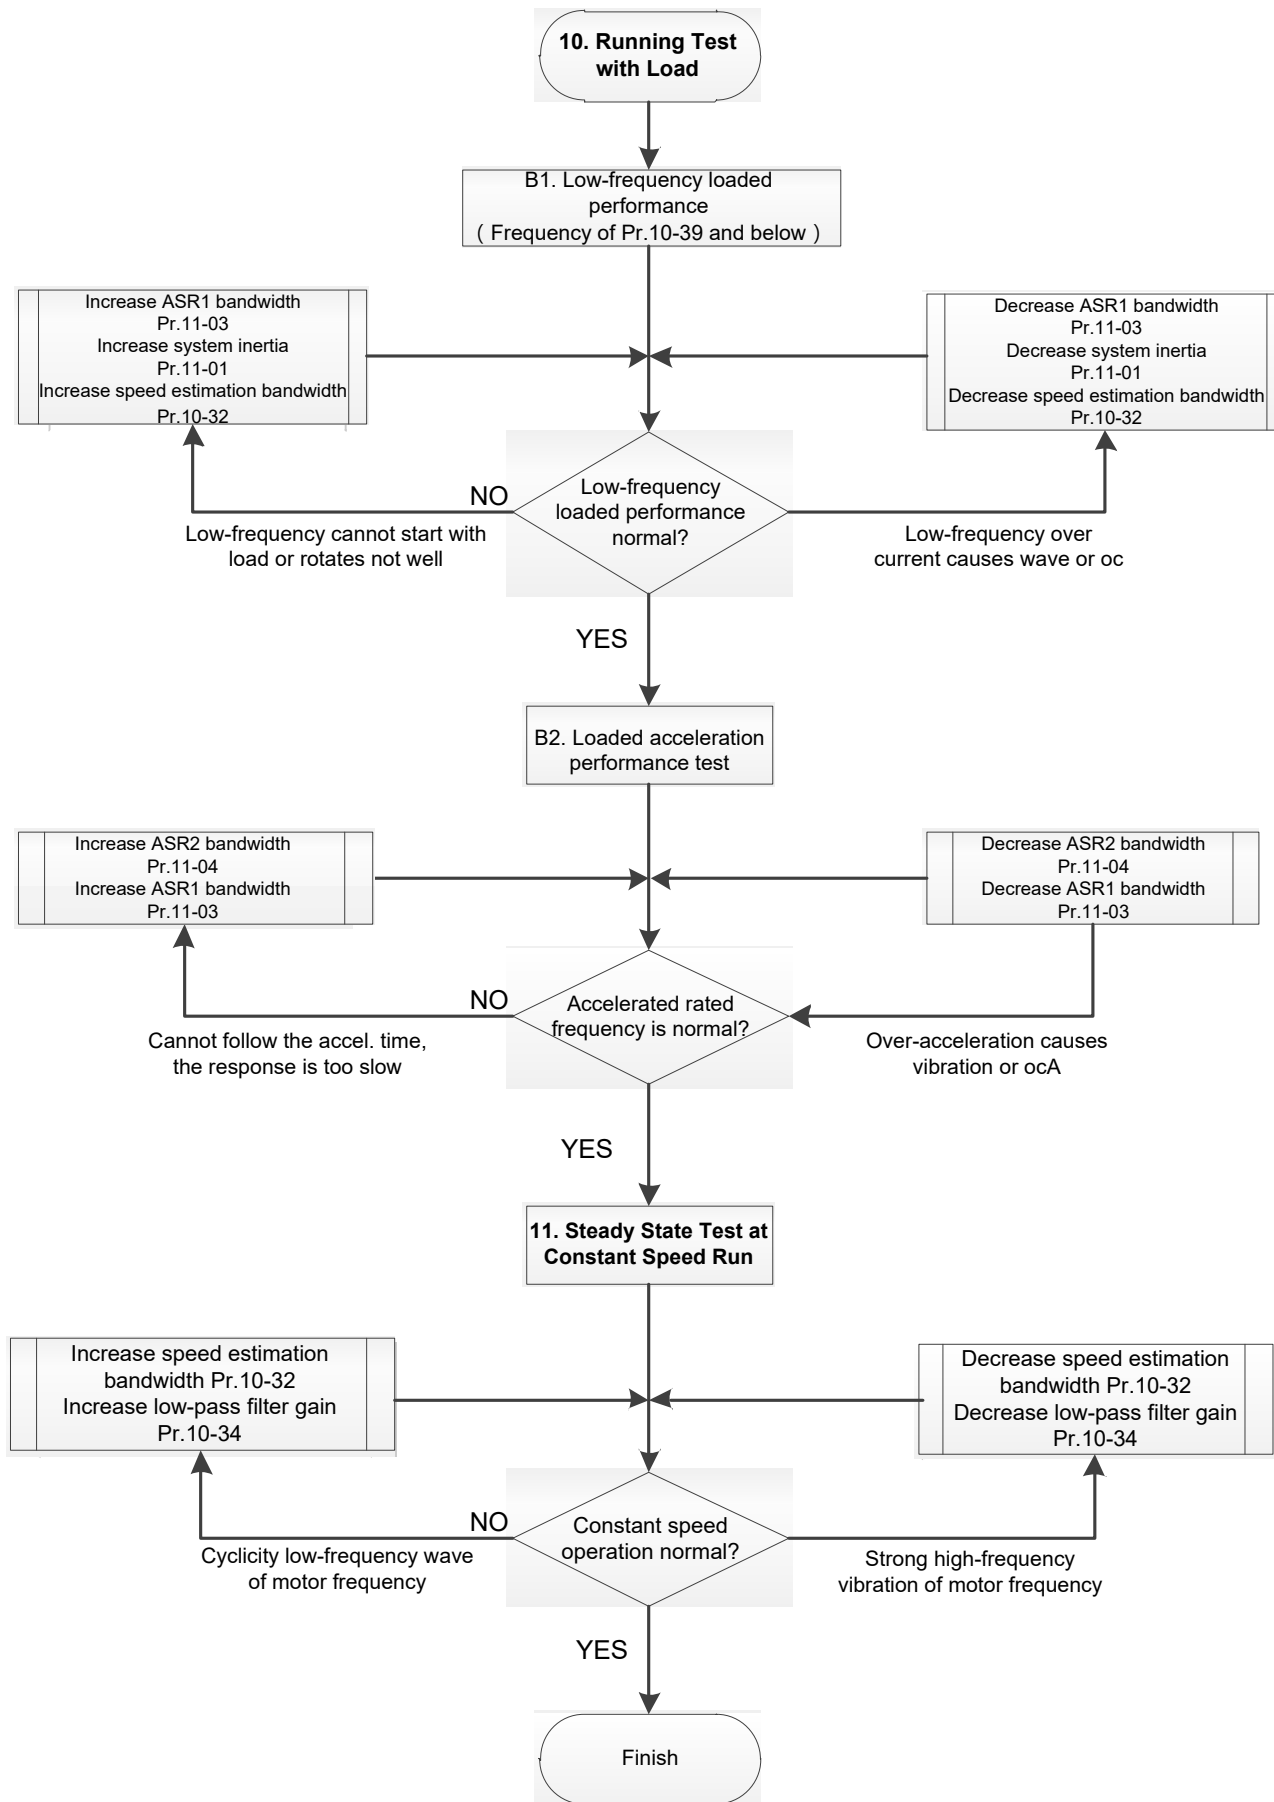 10. Running Test
with Load
B1. Low-frequency loaded
performance
( Frequency of Pr.10-39 and below )
Increase ASR1 bandwidth
Pr.11-03
Increase system inertia
Pr.11-01
Increase speed estimation bandwidth
Pr.10-32
Decrease ASR1 bandwidth
Pr.11-03
Decrease system inertia
Pr.11-01
Decrease speed estimation bandwidth
Pr.10-32
NO
Low-frequency
loaded performance
normal?
Low-frequency cannot start with
load or rotates not well
Low-frequency over
current causes wave or oc
YES
B2. Loaded acceleration
performance test
Increase ASR2 bandwidth
Pr.11-04
Increase ASR1 bandwidth
Pr.11-03
Decrease ASR2 bandwidth
Pr.11-04
Decrease ASR1 bandwidth
Pr.11-03
NO
Accelerated rated
frequency is normal?
Cannot follow the accel. time,
the response is too slow
Over-acceleration causes
vibration or ocA
YES
11. Steady State Test at
Constant Speed Run
Increase speed estimation
bandwidth Pr.10-32
Increase low-pass filter gain
Pr.10-34
Decrease speed estimation
bandwidth Pr.10-32
Decrease low-pass filter gain
Pr.10-34
NO
Constant speed
operation normal?
Cyclicity low-frequency wave
of motor frequency
Strong high-frequency
vibration of motor frequency
YES
Finish